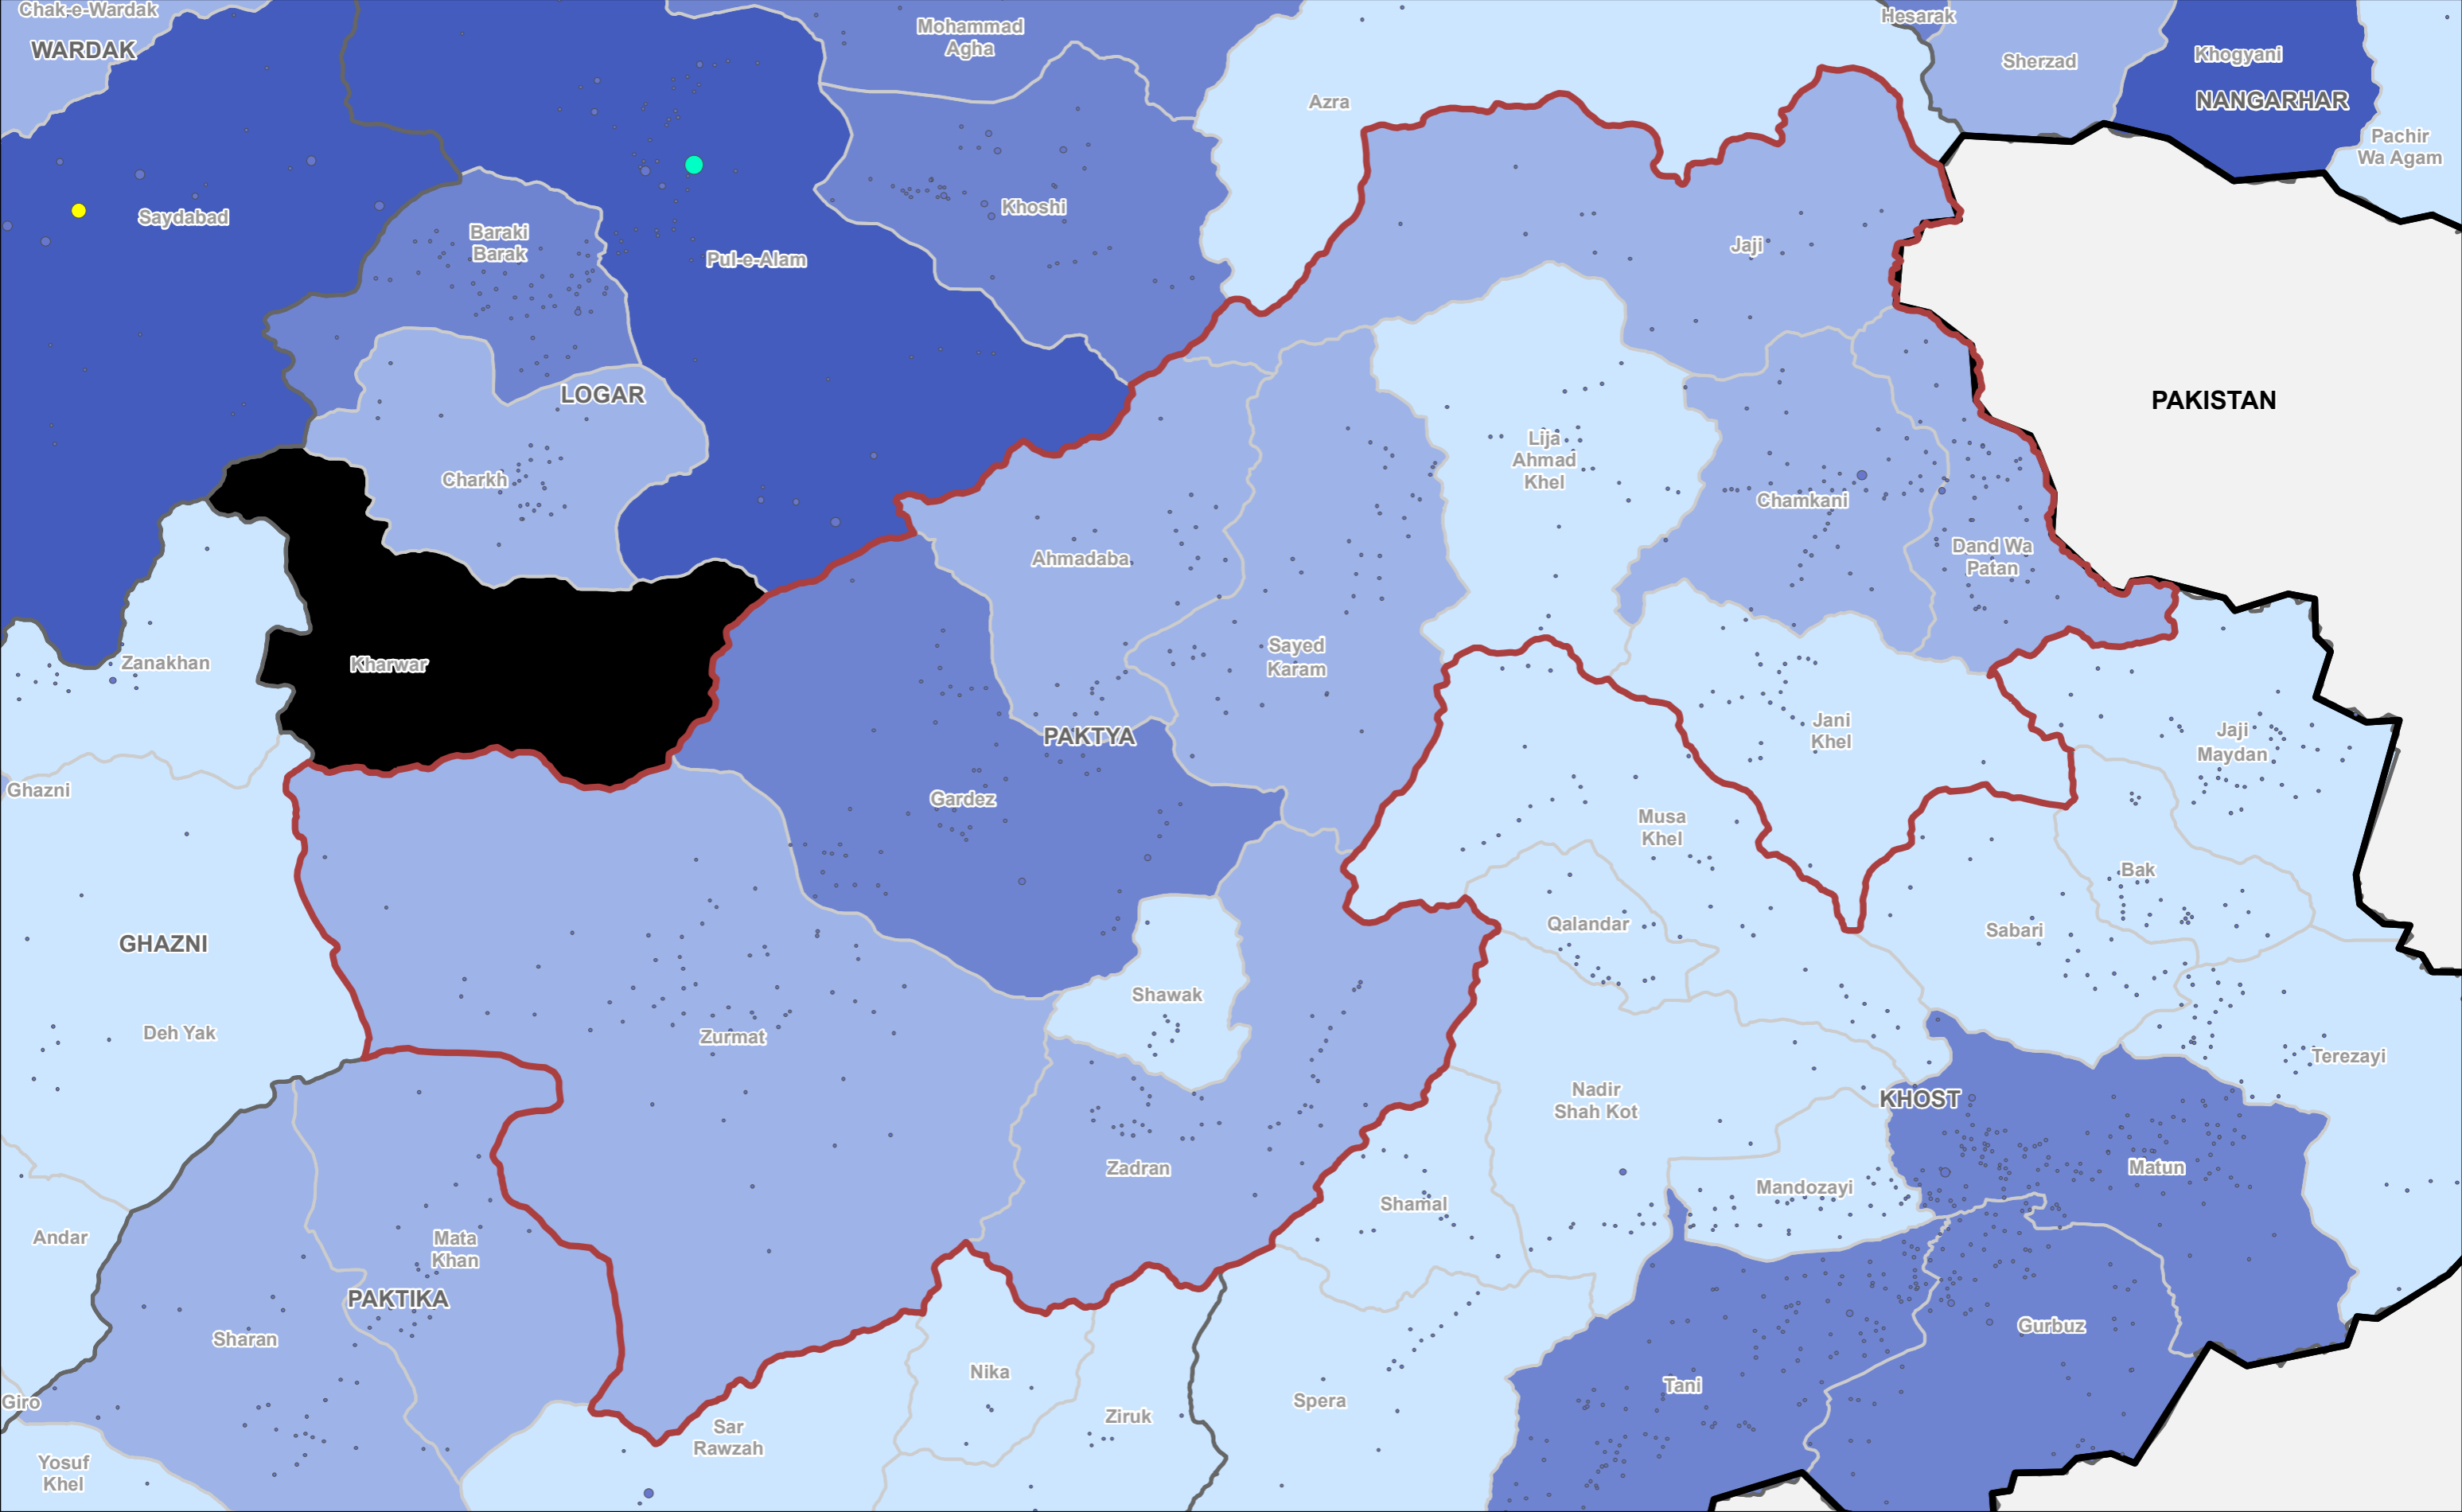 Chak-e-Wardak
WARDAK
Mohammad
Agha
Hesarak
Sherzad
Khogyani
NANGARHAR
Pachir
Wa Agam
Azra
Saydabad
Baraki
Barak
Pul-e-Alam
Khoshi
Jaji
LOGAR
PAKISTAN
Charkh
Lija
Ahmad
Khel
Chamkani
Ahmadaba
Dand Wa
Patan
Zanakhan
Kharwar
Sayed
Karam
PAKTYA
Jani
Khel
Jaji
Maydan
Ghazni
Gardez
Musa
Khel
Bak
GHAZNI
Qalandar
Sabari
Shawak
Deh Yak
Zurmat
Terezayi
Nadir
Shah Kot
KHOST
Zadran
Matun
Mandozayi
Shamal
Andar
Mata
Khan
PAKTIKA
Sharan
Gurbuz
Nika
Tani
Giro
Spera
Ziruk
Sar
Rawzah
Yosuf
Khel